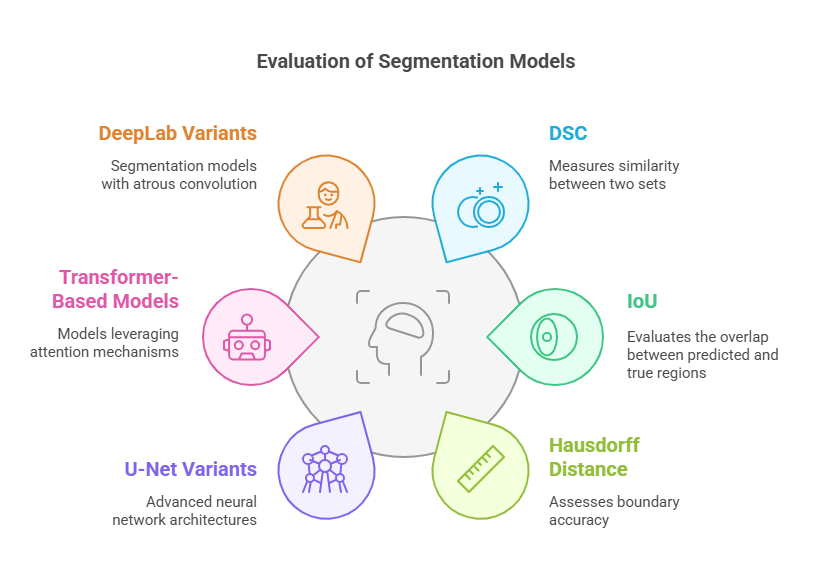 Evaluation of Segmentation Models
DeepLab Variants
Segmentation models
with atrous convolution
DSC
Measures similarity
between two sets
Transformer-
Based Models
Models leveraging
attention mechanisms
IoU
Evaluates the overlap
between predicted and
true regions
U-Net Variants
Advanced neural
network architectures
Hausdorff
Distance
Assesses boundary
accuracy